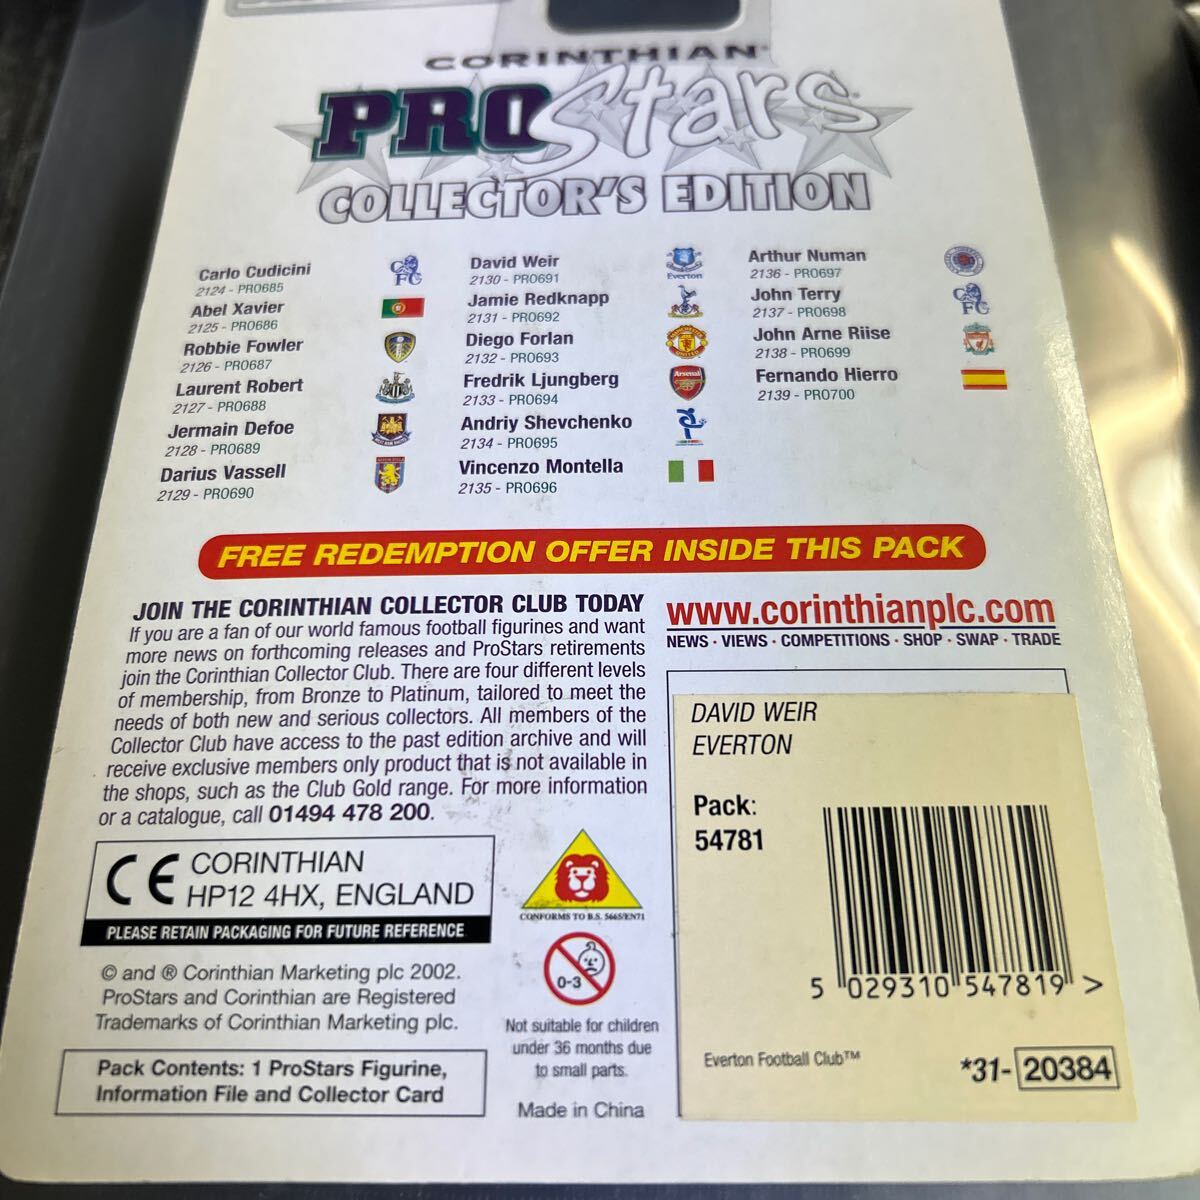 CORINTHIAN
PRO Stars
COLLECTOR'S EDITION
Carlo Cudicini
2124 - PRO685
Abel Xavier
2125 - PRO686
Robbie Fowler
2126 - PRO687
Laurent Robert
2127 - PRO688
Jermain Defoe
2128 - PRO689
Darius Vassell
2129 - PRO690
David Weir
2130 - PRO691
Everton
Jamie Redknapp
2131 - PRO692
Diego Forlan
2132 - PRO693
Fredrik Ljungberg
2133 - PRO694
Arsenal
Andriy Shevchenko
2134 - PRO695
Vincenzo Montella
2135 - PRO696
Arthur Numan
2136 - PRO697
John Terry
2137 - PRO698
John Arne Riise
2138 - PRO699
Fernando Hierro
2139 - PRO700
FREE REDEMPTION OFFER INSIDE THIS PACK
JOIN THE CORINTHIAN COLLECTOR CLUB TODAY
If you are a fan of our world famous football figurines and want
more news on forthcoming releases and ProStars retirements
join the Corinthian Collector Club. There are four different levels
of membership, from Bronze to Platinum, tailored to meet the
needs of both new and serious collectors. All members of the
Collector Club have access to the past edition archive and will
receive exclusive members only product that is not available in
the shops, such as the Club Gold range. For more information
or a catalogue, call 01494 478 200.
www.corinthianplc.com
NEWS · VIEWS · COMPETITIONS · SHOP · SWAP · TRADE
DAVID WEIR
EVERTON
Pack:
54781
5 029310 547819 >
Everton Football Club™
*31- 20384
CE CORINTHIAN
HP12 4HX, ENGLAND
PLEASE RETAIN PACKAGING FOR FUTURE REFERENCE
© and ® Corinthian Marketing plc 2002.
ProStars and Corinthian are Registered
Trademarks of Corinthian Marketing plc.
Pack Contents: 1 ProStars Figurine,
Information File and Collector Card
CONFORMS TO B.S. 5665/EN71
0-3
Not suitable for children
under 36 months due
to small parts.
Made in China